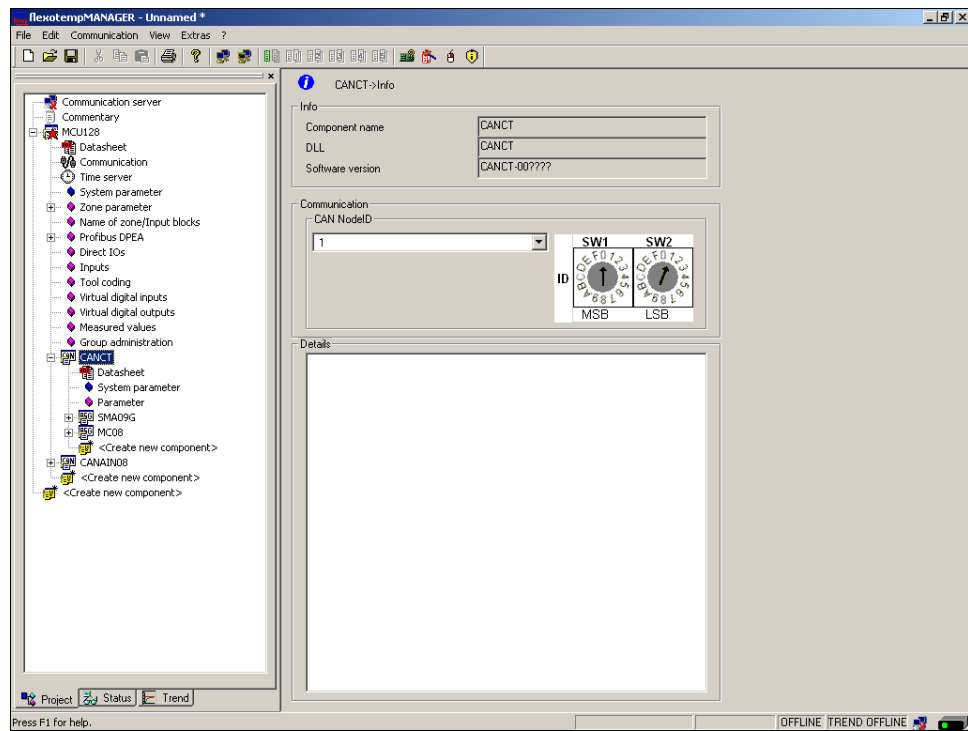 flexotempMANAGER - Unnamed *
File Edit Communication View Extras ?
CANCT->Info
Communication server
Commentary
MCU128
Datasheet
Communication
Time server
System parameter
Zone parameter
Name of zone/Input blocks
Profibus DPEA
Direct IOs
Inputs
Tool coding
Virtual digital inputs
Virtual digital outputs
Measured values
Group administration
CANCT
Datasheet
System parameter
Parameter
SMA09G
MC08
<Create new component>
CANAIN08
<Create new component>
<Create new component>
Info
Component name CANCT
DLL CANCT
Software version CANCT-00????
Communication
CAN NodeID
1
SW1 SW2
ID
MSB LSB
Details
Project Status Trend
Press F1 for help.
OFFLINE TREND OFFLINE